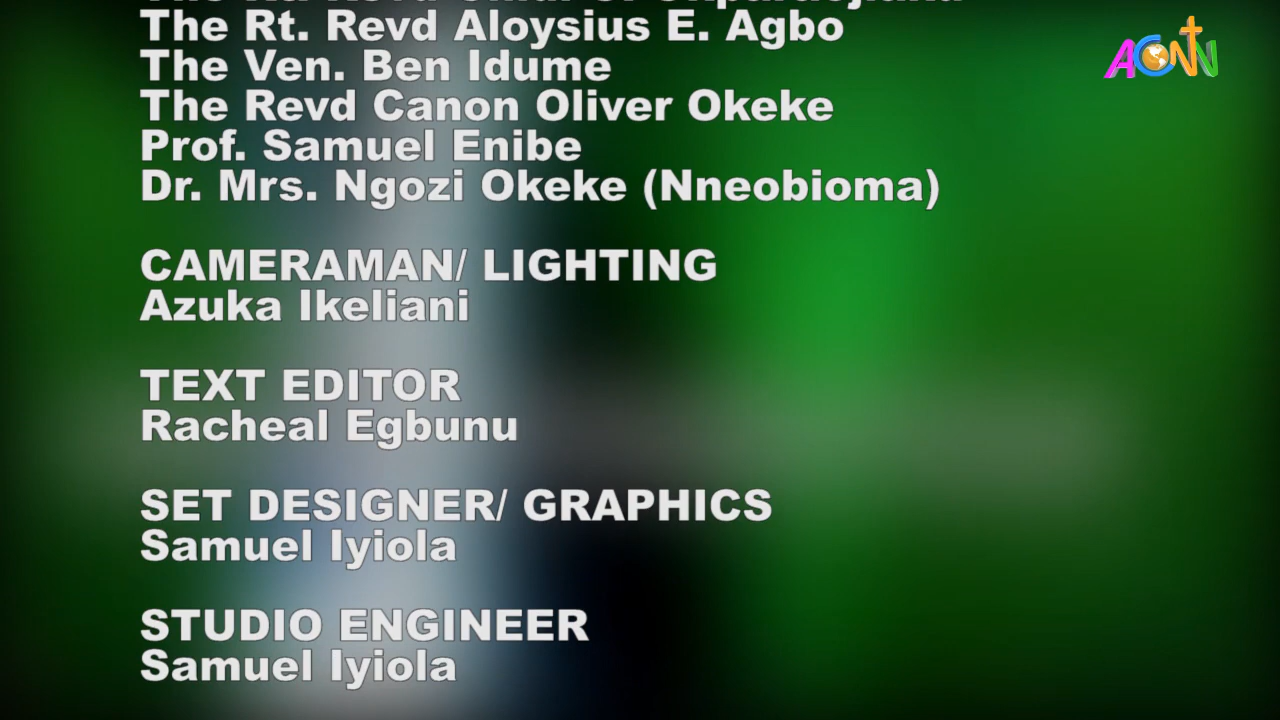 The Rt. Revd Aloysius E. Agbo
The Ven. Ben Idume
The Revd Canon Oliver Okeke
Prof. Samuel Enibe
Dr. Mrs. Ngozi Okeke (Nneobioma)
CAMERAMAN/ LIGHTING
Azuka Ikeliani
TEXT EDITOR
Racheal Egbunu
SET DESIGNER/ GRAPHICS
Samuel Iyiola
STUDIO ENGINEER
Samuel Iyiola
ACNN